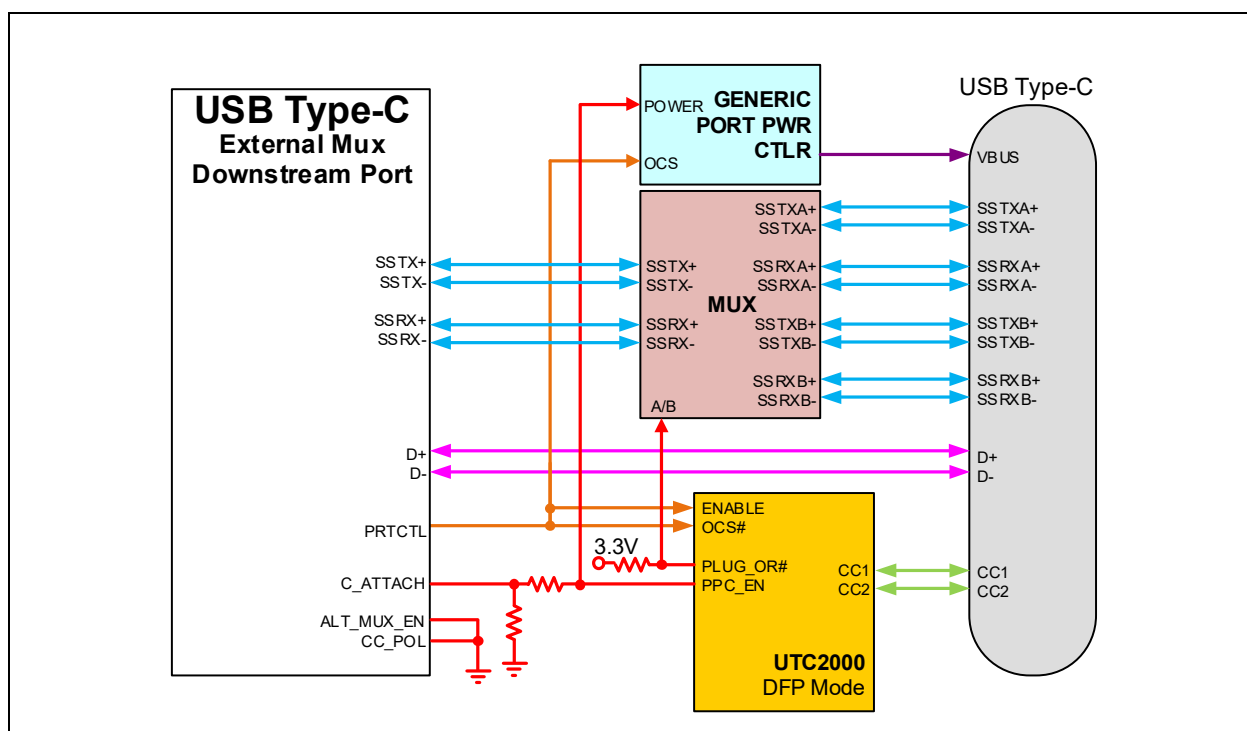 USB Type-C
External Mux
Downstream Port
SSTX+
SSTX-
SSRX+
SSRX-
D+
D-
PRTCTL
C_ATTACH
ALT_MUX_EN
CC_POL
POWER
GENERIC
PORT PWR
CTLR
OCS
SSTXA+
SSTXA-
SSTX+
SSTX-
SSRXA+
SSRXA-
MUX
SSRX+
SSRX-
SSTXB+
SSTXB-
SSRXB+
SSRXB-
A/B
3.3V
ENABLE
OCS#
PLUG_OR#
PPC_EN
CC1
CC2
UTC2000
DFP Mode
USB Type-C
VBUS
SSTXA+
SSTXA-
SSRXA+
SSRXA-
SSTXB+
SSTXB-
SSRXB+
SSRXB-
D+
D-
CC1
CC2